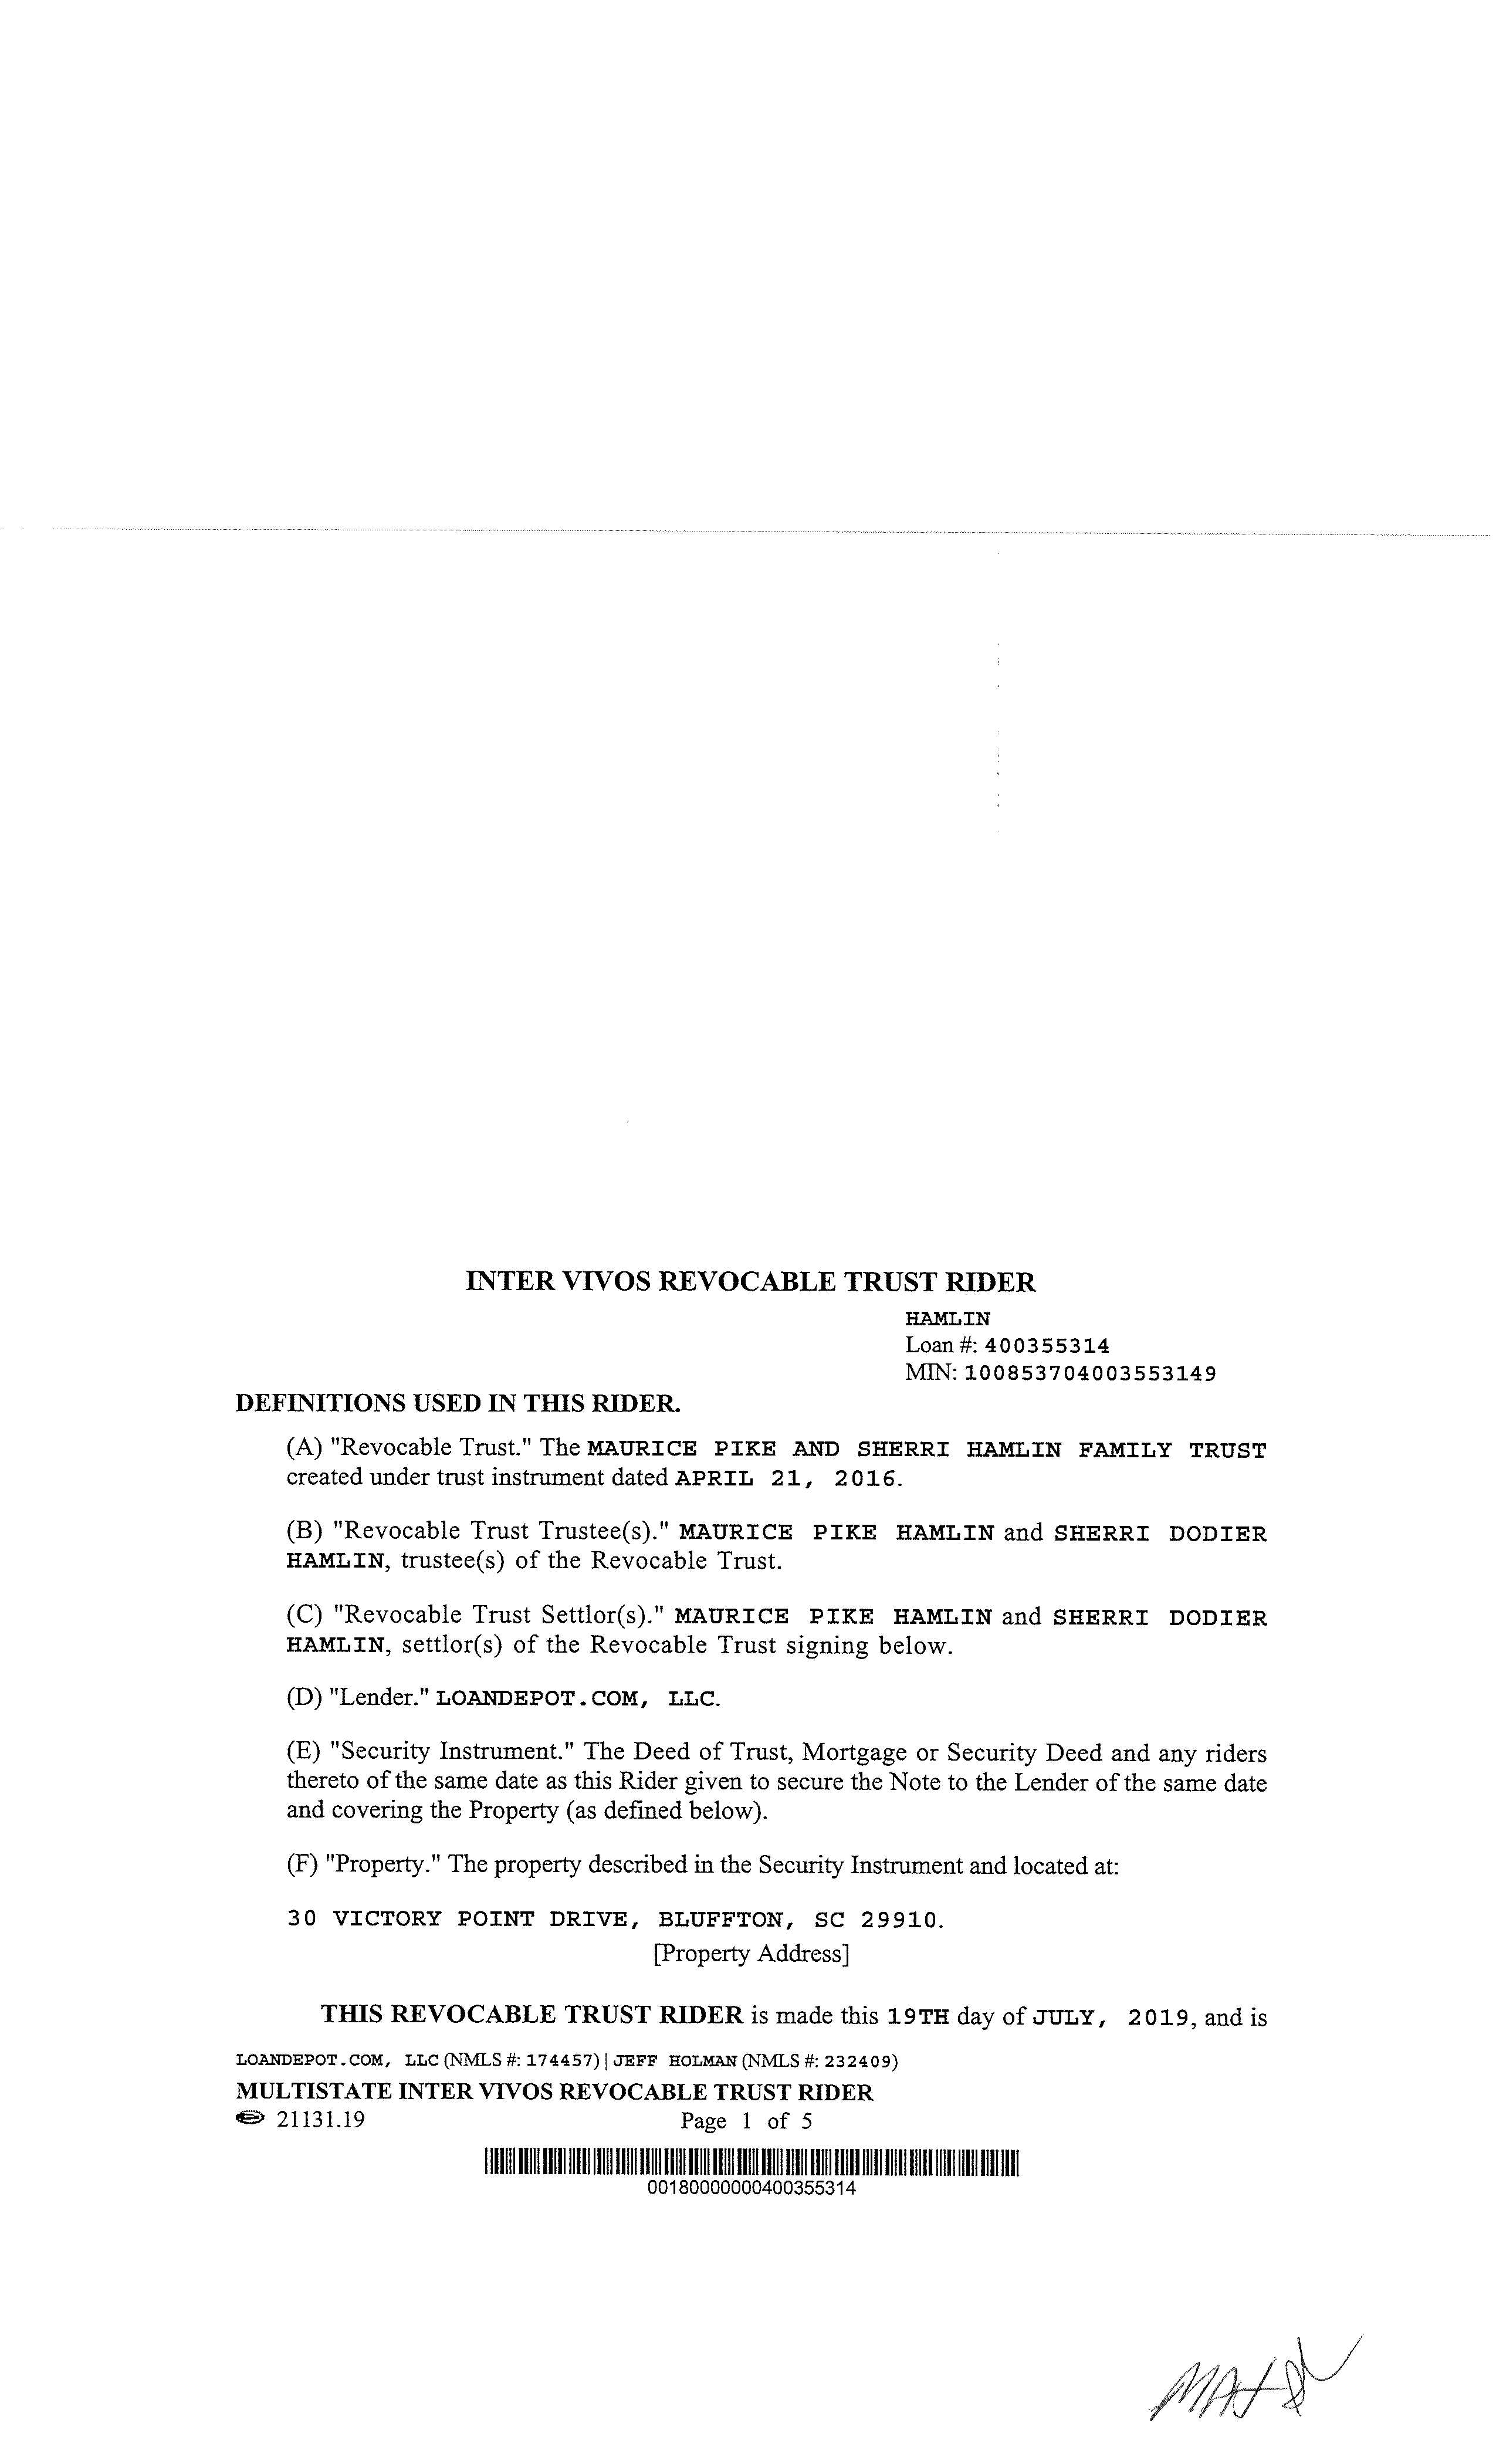 INTER VIVOS REVOCABLE TRUST RIDER
HAMLIN
Loan #: 400355314
MIN: 100853704003553149
DEFINITIONS USED IN THIS RIDER.
(A) "Revocable Trust." The MAURICE PIKE AND SHERRI HAMLIN FAMILY TRUST
created under trust instrument dated APRIL 21, 2016.
(B) "Revocable Trust Trustee(s)." MAURICE PIKE HAMLIN and SHERRI DODIER
HAMLIN, trustee(s) of the Revocable Trust.
(C) "Revocable Trust Settlor(s)." MAURICE PIKE HAMLIN and SHERRI DODIER
HAMLIN, settlor(s) of the Revocable Trust signing below.
(D) "Lender." LOANDEPOT.COM, LLC.
(E) "Security Instrument." The Deed of Trust, Mortgage or Security Deed and any riders
thereto of the same date as this Rider given to secure the Note to the Lender of the same date
and covering the Property (as defined below).
(F) "Property." The property described in the Security Instrument and located at:
30 VICTORY POINT DRIVE, BLUFFTON, SC 29910.
[Property Address]
THIS REVOCABLE TRUST RIDER is made this 19TH day of JULY, 2019, and is
LOANDEPOT.COM, LLC (NMLS #: 174457) | JEFF HOLMAN (NMLS #: 232409)
MULTISTATE INTER VIVOS REVOCABLE TRUST RIDER
21131.19 Page 1 of 5
00180000000400355314